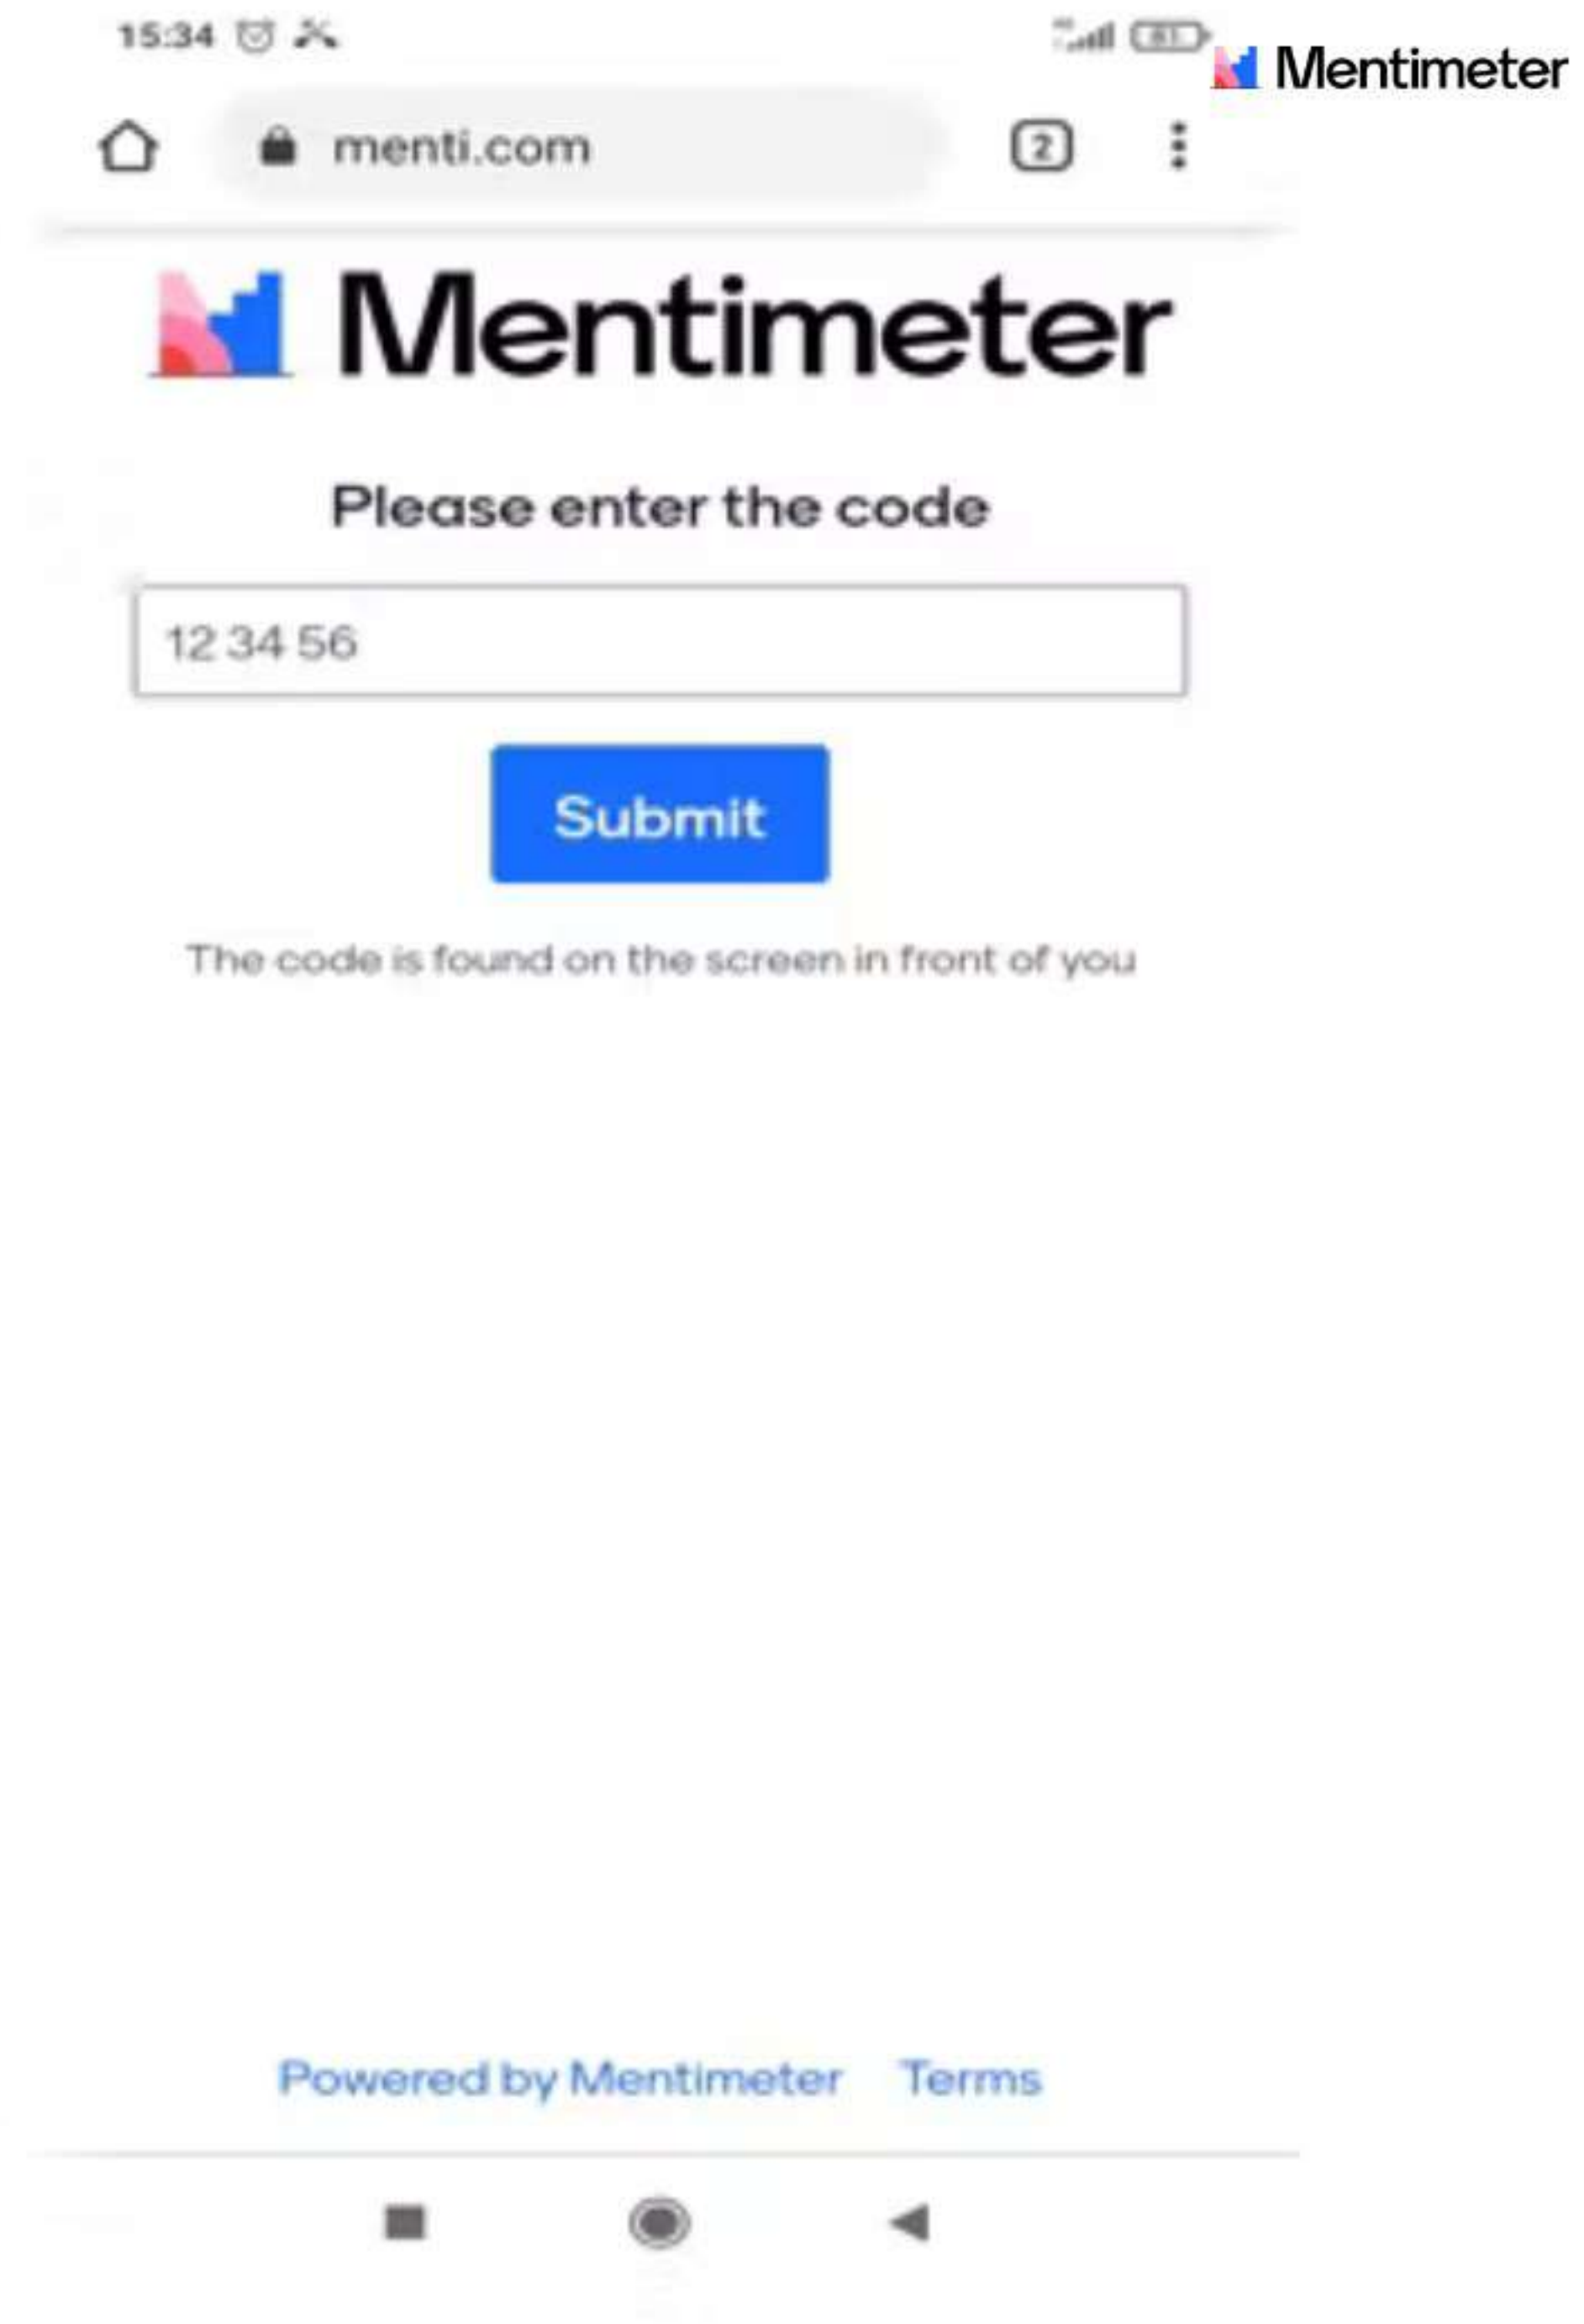 15:34
Mentimeter
menti.com
2
Mentimeter
Please enter the code
12 34 56
Submit
The code is found on the screen in front of you
Powered by Mentimeter Terms